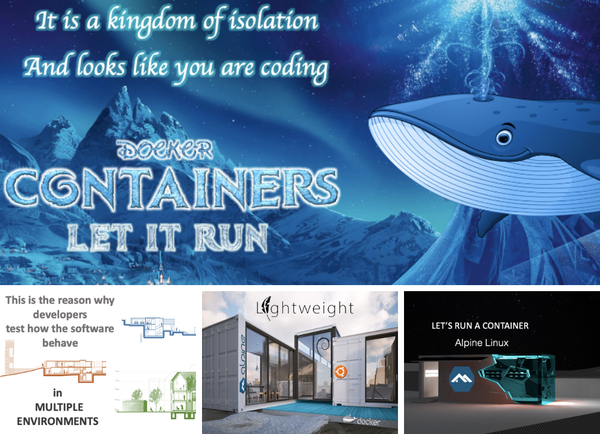 It is a kingdom of isolation
And looks like you are coding
DOCKER
CONTAINERS
LET IT RUN
This is the reason why
developers
test how the software
behave
in
MULTIPLE
ENVIRONMENTS
Lightweight
ALPINE
docker
LET'S RUN A CONTAINER
Alpine Linux